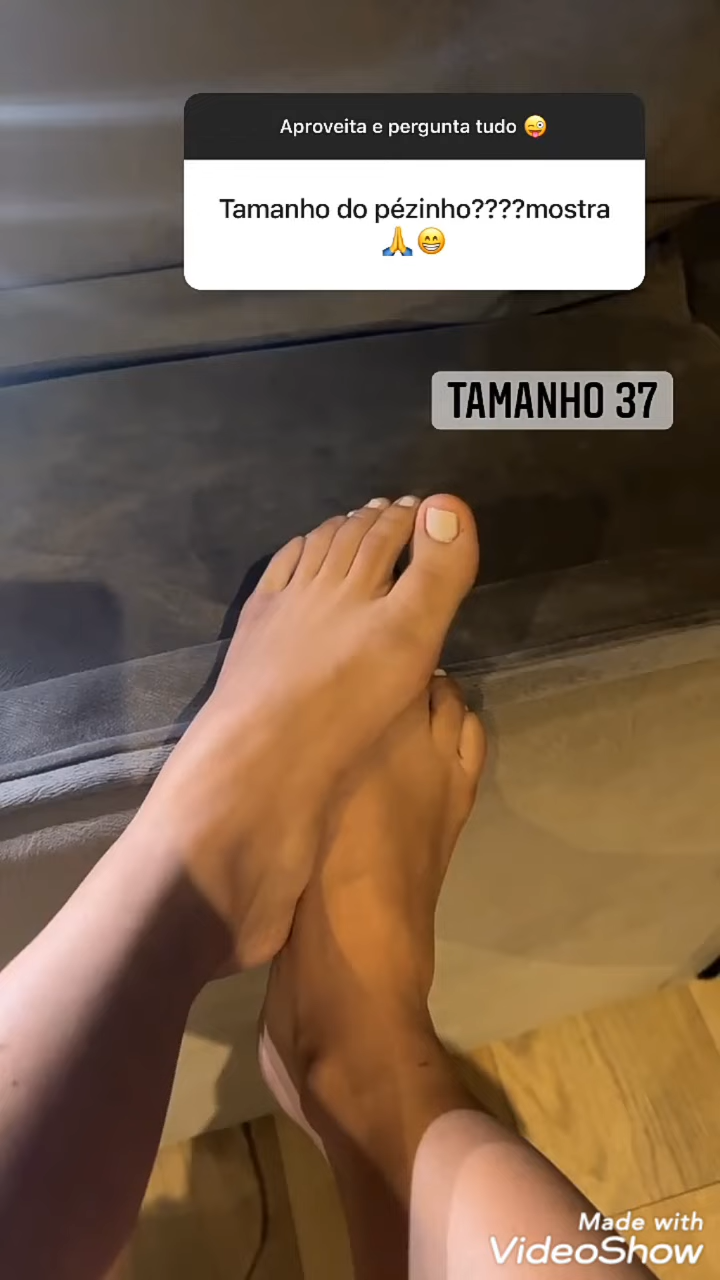 Aproveita e pergunta tudo 😜
Tamanho do pézinho????mostra
🙏😁
TAMANHO 37
Made with
VideoShow